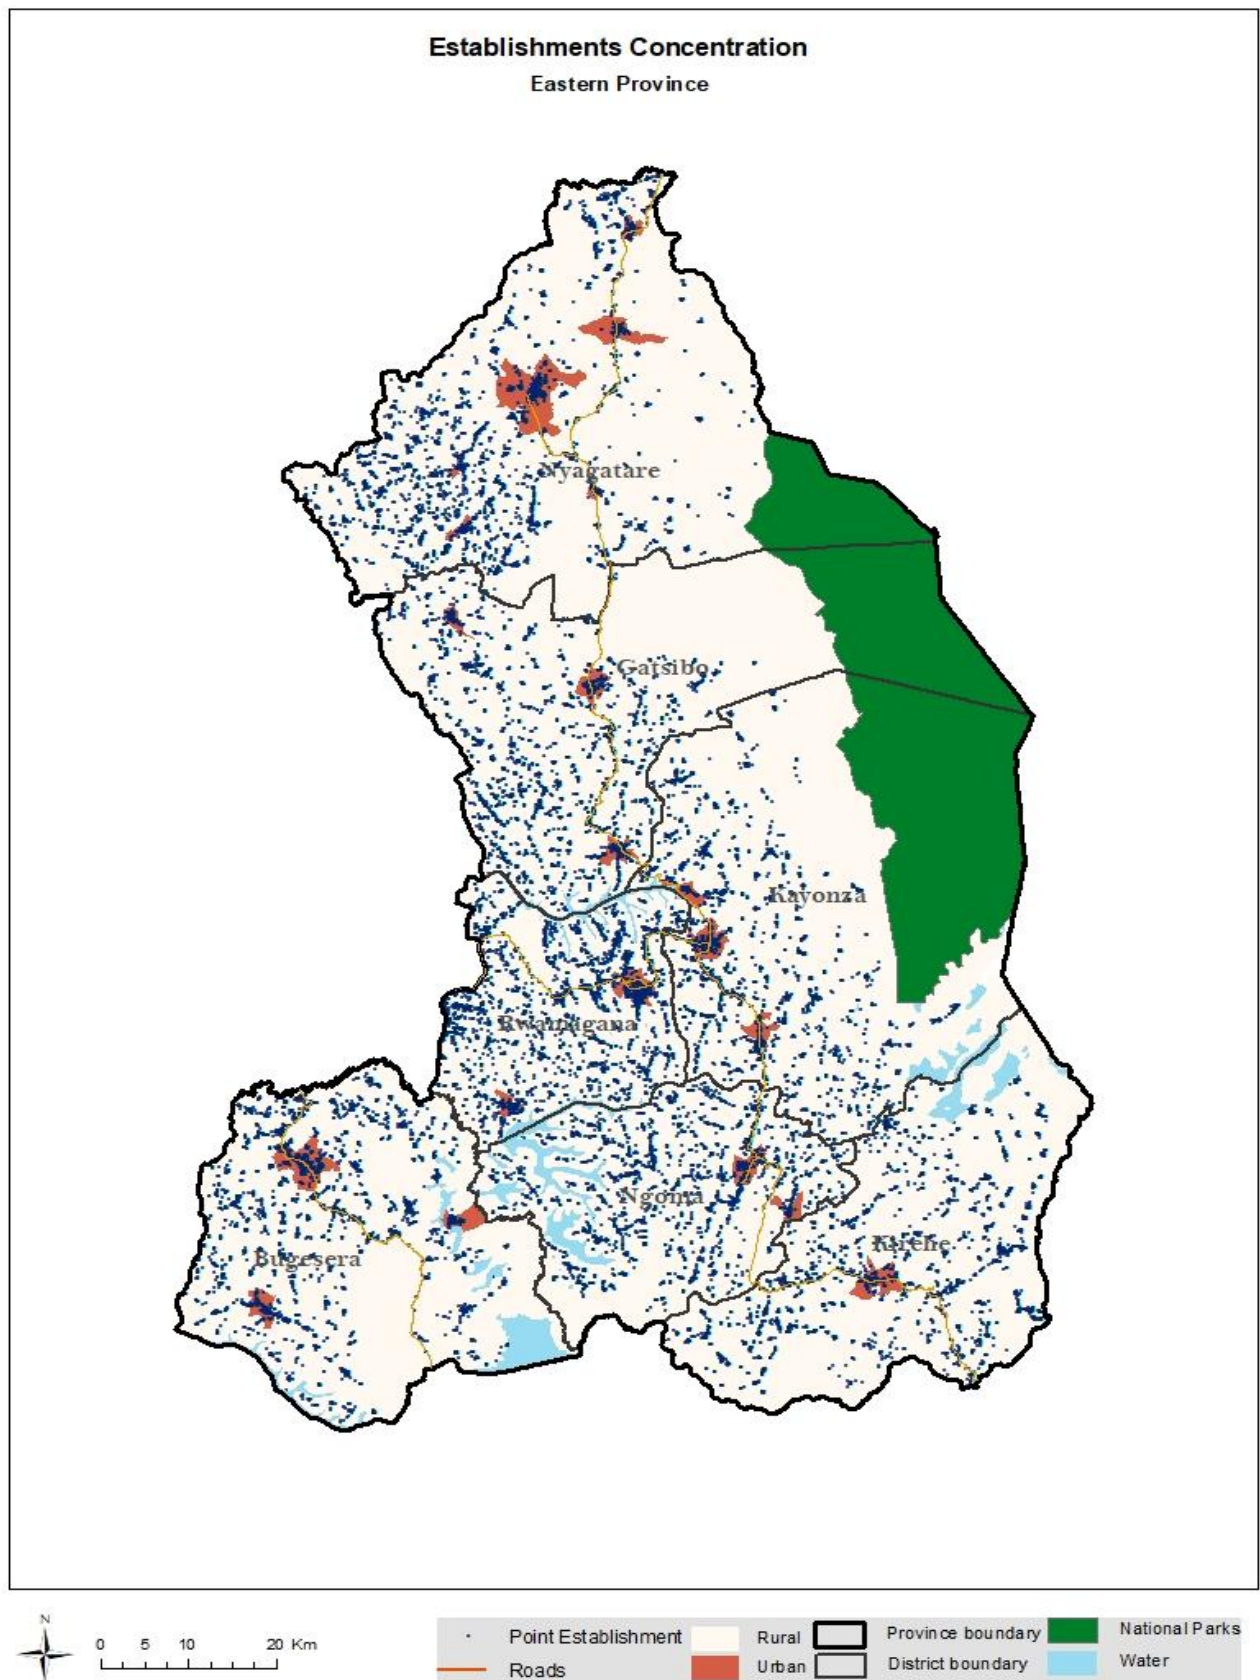 Establishments Concentration
Eastern Province
Nyagatare
Gatsibo
Kayonza
Rwamagana
Ngoma
Kirehe
Bugesera
N
0 5 10 20 Km
Point Establishment
Roads
Rural
Urban
Province boundary
District boundary
National Parks
Water